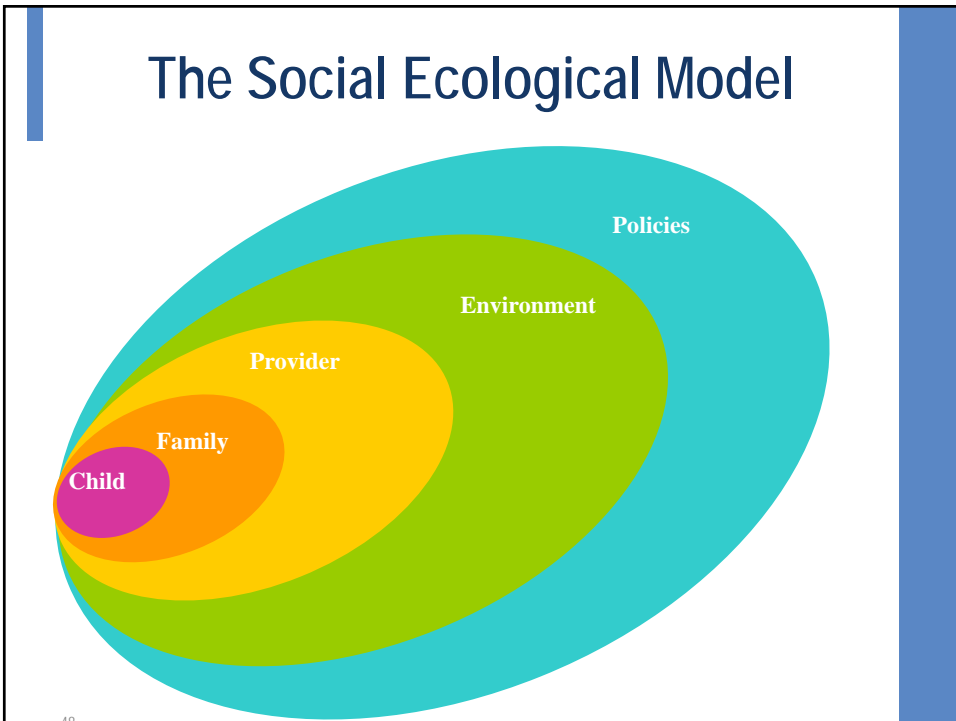 The Social Ecological Model
Policies
Environment
Provider
Family
Child